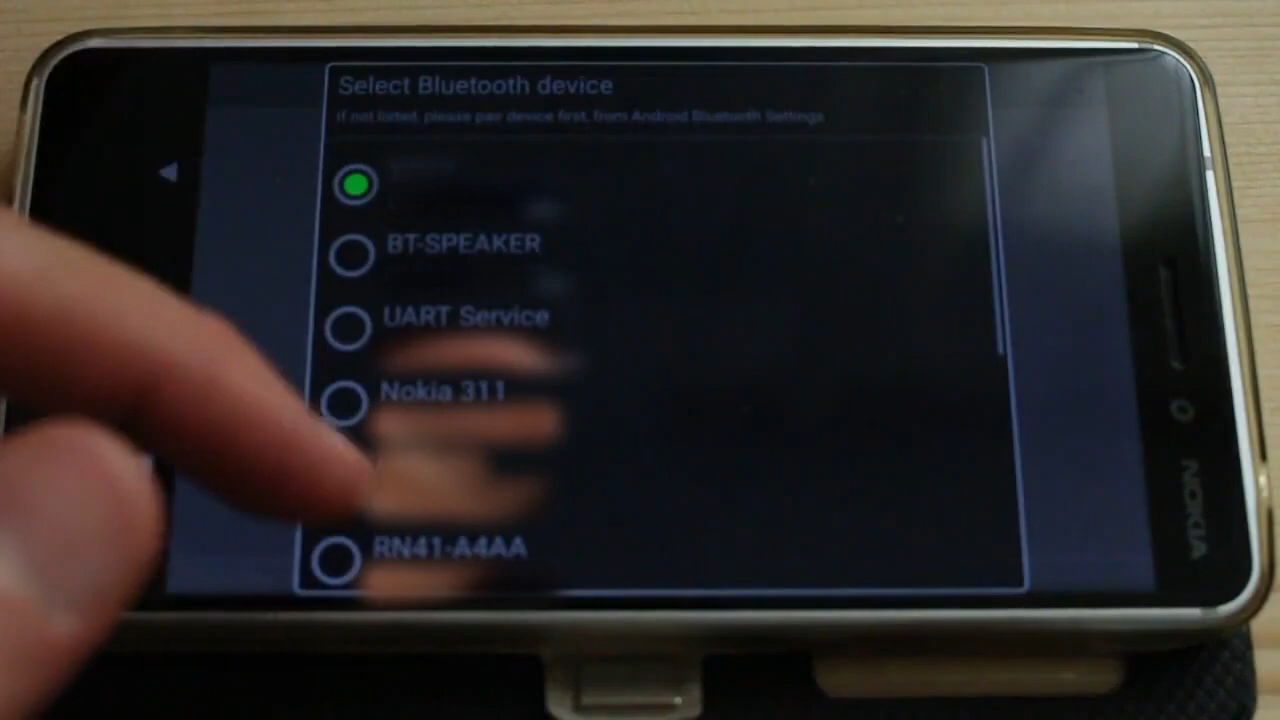 Select Bluetooth device
If not listed, please pair device first, from Android Bluetooth Settings
BT-SPEAKER
UART Service
Nokia 311
RN41-A4AA
NOKIA